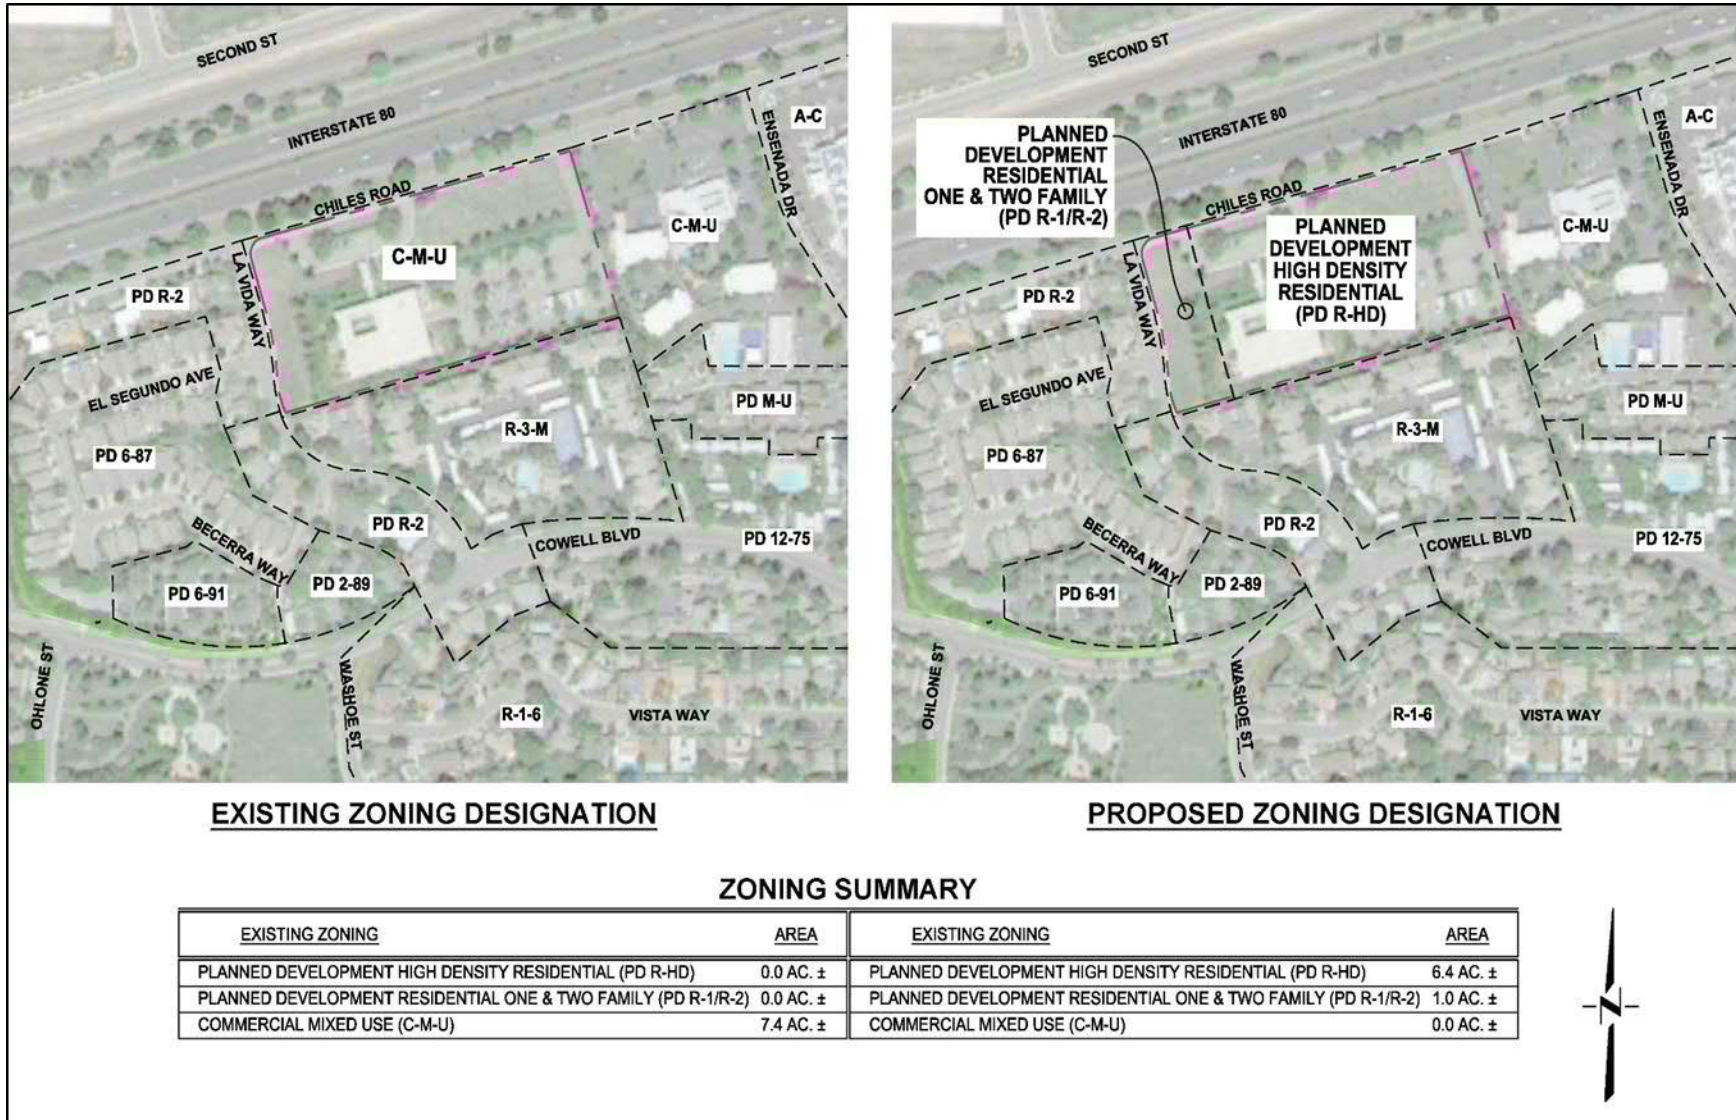 SECOND ST
INTERSTATE 80
CHILES ROAD
ENSENADA DR
A-C
C-M-U
C-M-U
LA VIDA WAY
PD R-2
EL SEGUNDO AVE
PD M-U
R-3-M
PD 6-87
PD R-2
BECERRA WAY
COWELL BLVD
PD 12-75
PD 6-91
PD 2-89
OHLONE ST
WASHOE ST
R-1-6
VISTA WAY
EXISTING ZONING DESIGNATION
SECOND ST
INTERSTATE 80
PLANNED
DEVELOPMENT
RESIDENTIAL
ONE & TWO FAMILY
(PD R-1/R-2)
CHILES ROAD
ENSENADA DR
A-C
C-M-U
PLANNED
DEVELOPMENT
HIGH DENSITY
RESIDENTIAL
(PD R-HD)
LA VIDA WAY
PD R-2
EL SEGUNDO AVE
PD M-U
R-3-M
PD 6-87
PD R-2
BECERRA WAY
COWELL BLVD
PD 12-75
PD 6-91
PD 2-89
OHLONE ST
WASHOE ST
R-1-6
VISTA WAY
PROPOSED ZONING DESIGNATION
ZONING SUMMARY
EXISTING ZONING AREA EXISTING ZONING AREA
PLANNED DEVELOPMENT HIGH DENSITY RESIDENTIAL (PD R-HD) 0.0 AC. ± PLANNED DEVELOPMENT HIGH DENSITY RESIDENTIAL (PD R-HD) 6.4 AC. ±
PLANNED DEVELOPMENT RESIDENTIAL ONE & TWO FAMILY (PD R-1/R-2) 0.0 AC. ± PLANNED DEVELOPMENT RESIDENTIAL ONE & TWO FAMILY (PD R-1/R-2) 1.0 AC. ±
COMMERCIAL MIXED USE (C-M-U) 7.4 AC. ± COMMERCIAL MIXED USE (C-M-U) 0.0 AC. ±
N